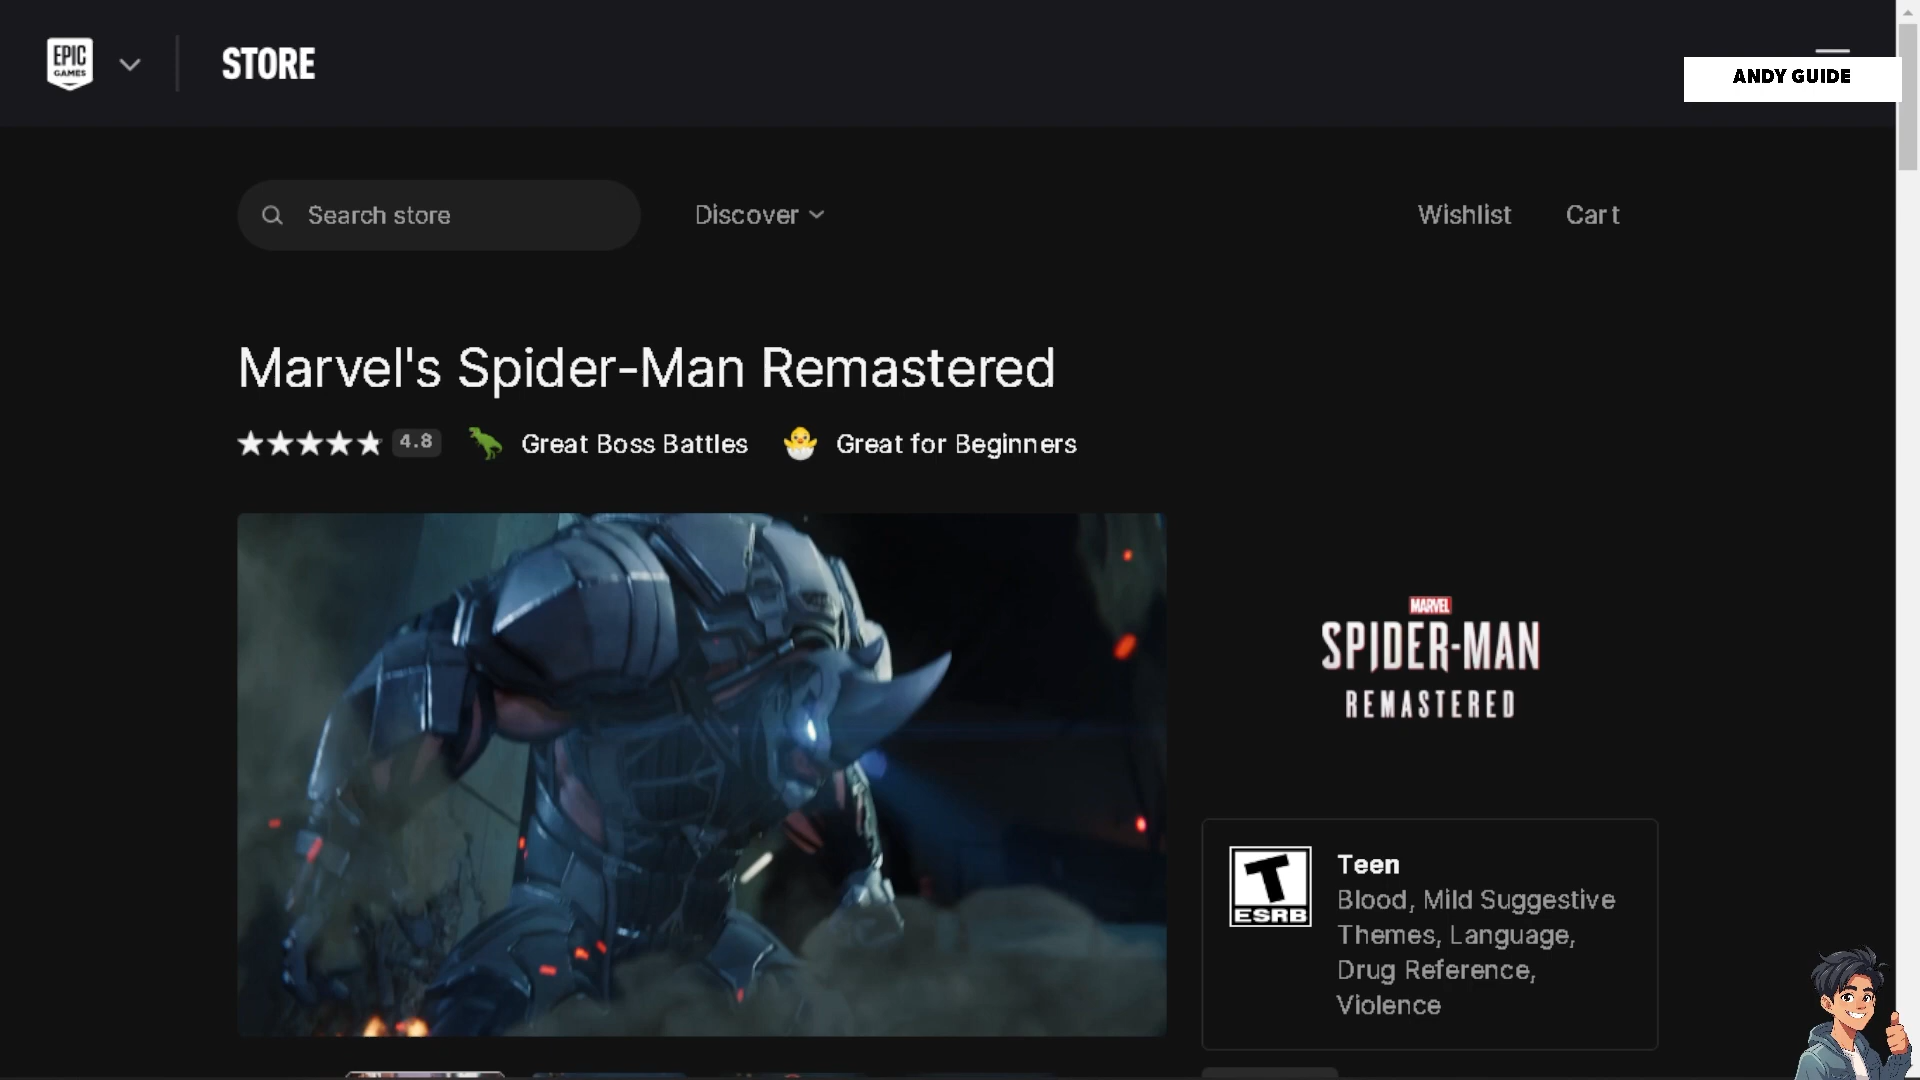 EPIC
GAMES
STORE
ANDY GUIDE
Search store
Discover
Wishlist
Cart
Marvel's Spider-Man Remastered
4.8
Great Boss Battles
Great for Beginners
MARVEL
SPIDER-MAN
REMASTERED
T
ESRB
Teen
Blood, Mild Suggestive
Themes, Language,
Drug Reference,
Violence